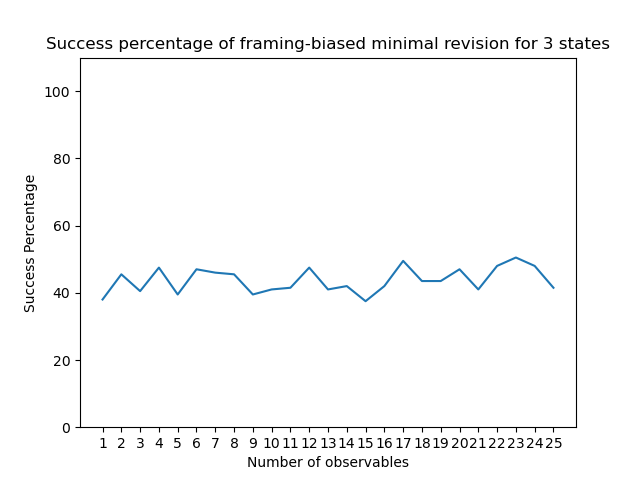 Success percentage of framing-biased minimal revision for 3 states
100
80
60
40
20
0
Success Percentage
1 2 3 4 5 6 7 8 9 10 11 12 13 14 15 16 17 18 19 20 21 22 23 24 25
Number of observables